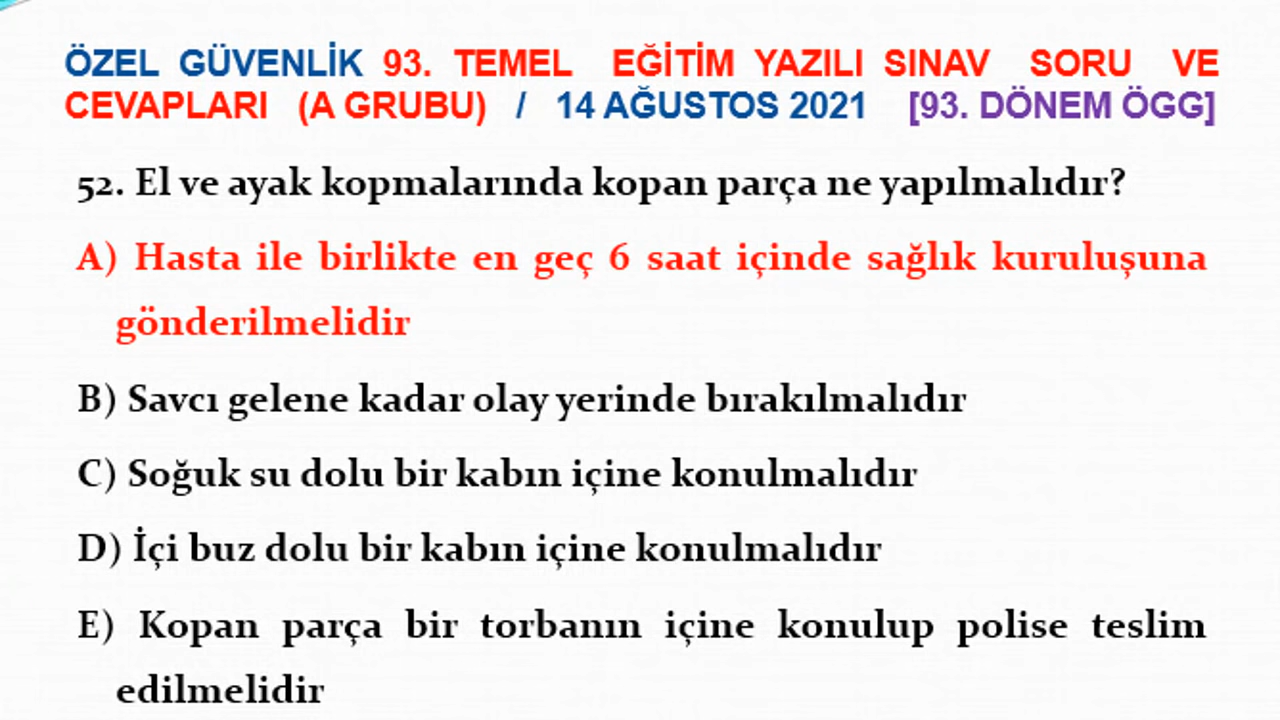 ÖZEL GÜVENLİK 93. TEMEL EĞİTİM YAZILI SINAV SORU VE
CEVAPLARI (A GRUBU) / 14 AĞUSTOS 2021 [93. DÖNEM ÖGG]
52. El ve ayak kopmalarında kopan parça ne yapılmalıdır?
A) Hasta ile birlikte en geç 6 saat içinde sağlık kuruluşuna
gönderilmelidir
B) Savcı gelene kadar olay yerinde bırakılmalıdır
C) Soğuk su dolu bir kabın içine konulmalıdır
D) İçi buz dolu bir kabın içine konulmalıdır
E) Kopan parça bir torbanın içine konulup polise teslim
edilmelidir